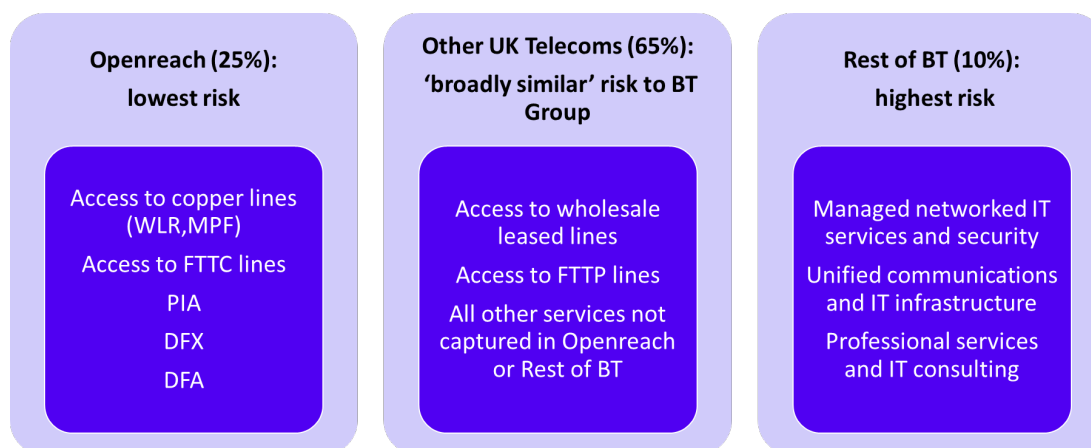 Openreach (25%):
lowest risk
Access to copper lines
(WLR,MPF)
Access to FTTC lines
PIA
DFX
DFA
Other UK Telecoms (65%):
‘broadly similar’ risk to BT
Group
Access to wholesale
leased lines
Access to FTTP lines
All other services not
captured in Openreach
or Rest of BT
Rest of BT (10%):
highest risk
Managed networked IT
services and security
Unified communications
and IT infrastructure
Professional services
and IT consulting